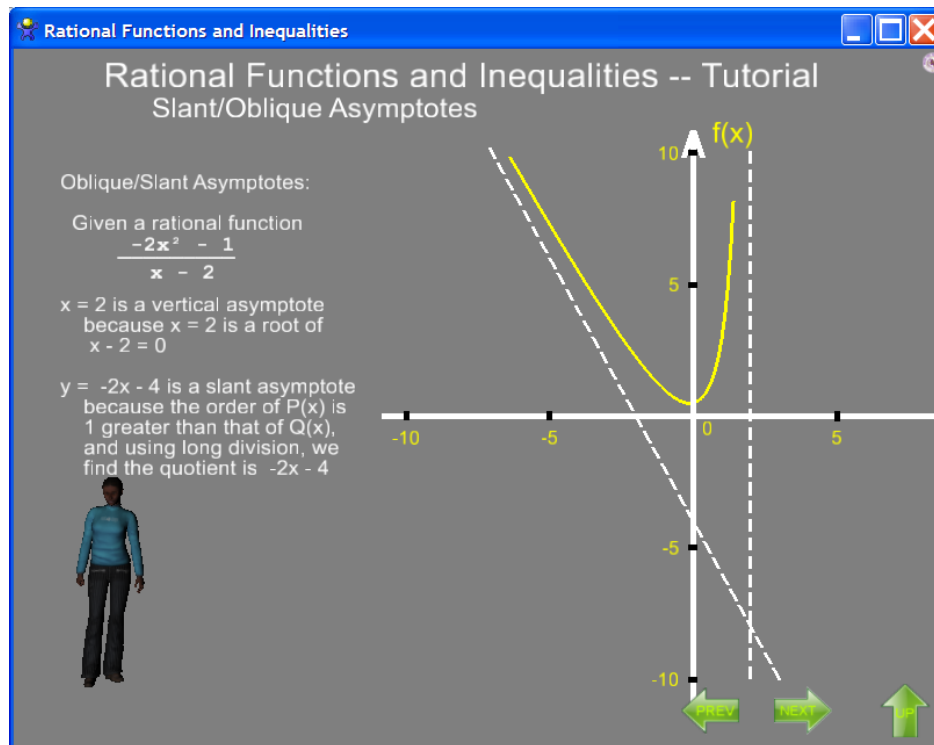 Rational Functions and Inequalities
Rational Functions and Inequalities -- Tutorial
Slant/Oblique Asymptotes
Oblique/Slant Asymptotes:
Given a rational function
-2x² - 1
x - 2
x = 2 is a vertical asymptote
because x = 2 is a root of
x - 2 = 0
y = -2x - 4 is a slant asymptote
because the order of P(x) is
1 greater than that of Q(x),
and using long division, we
find the quotient is -2x - 4
f(x)
10
5
-10
-5
0
5
-5
-10
PREV
NEXT
UP